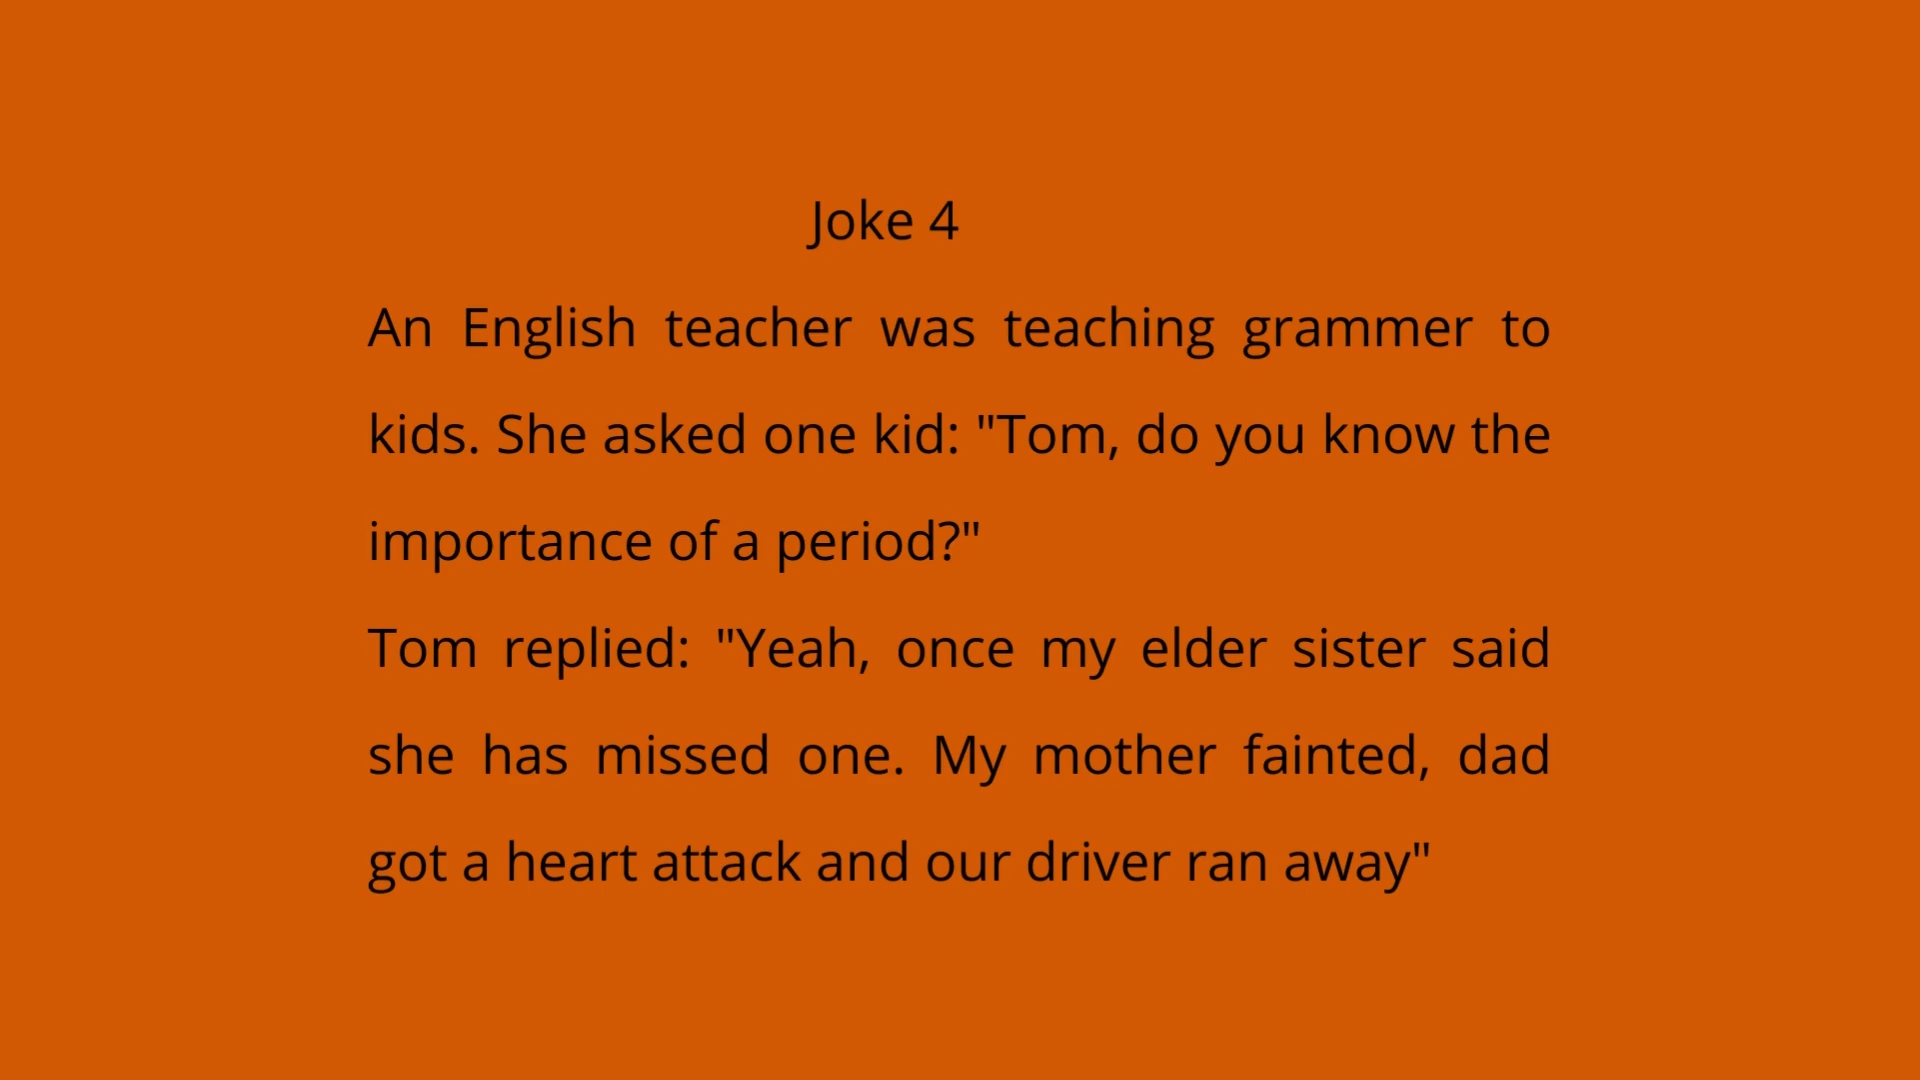 Joke 4
An English teacher was teaching grammer to
kids. She asked one kid: "Tom, do you know the
importance of a period?"
Tom replied: "Yeah, once my elder sister said
she has missed one. My mother fainted, dad
got a heart attack and our driver ran away"